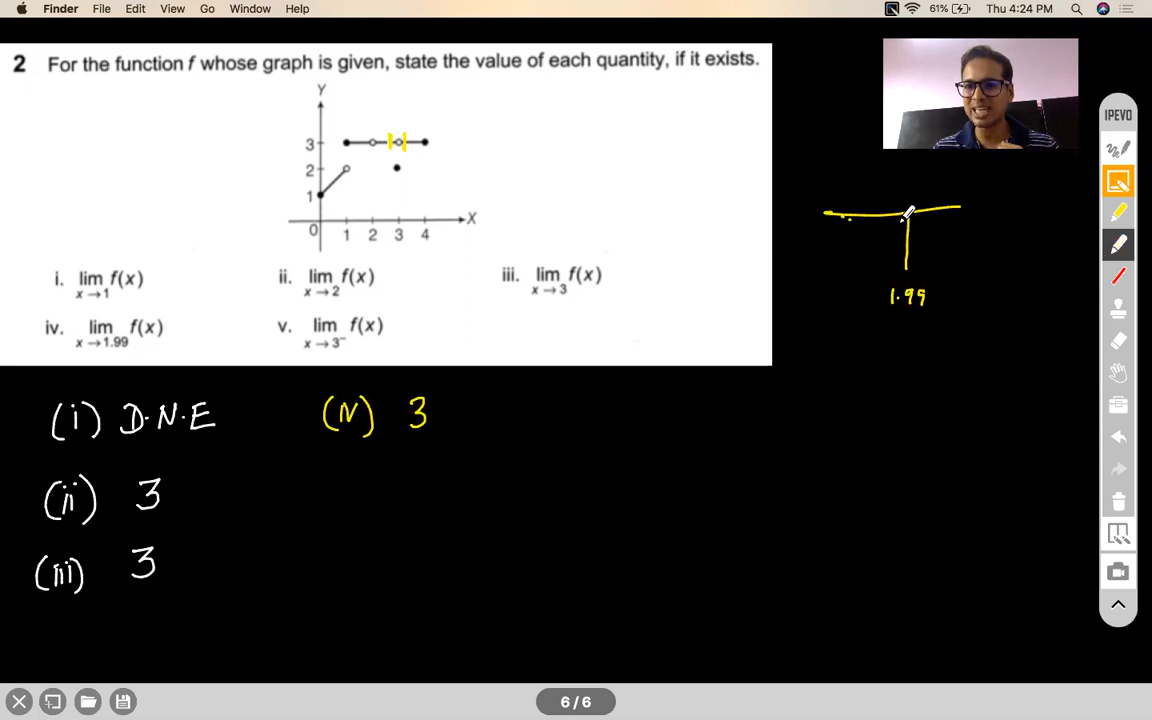 Finder File Edit View Go Window Help 61% Thu 4:24 PM
2 For the function f whose graph is given, state the value of each quantity, if it exists.
Y
3
2
1
0 1 2 3 4 X
i. lim f(x) ii. lim f(x) iii. lim f(x)
x→1 x→2 x→3
iv. lim f(x) v. lim f(x)
x→1.99 x→3⁻
IPEVO
1.99
(i) D.N.E (iv) 3
(ii) 3
(iii) 3
6 / 6